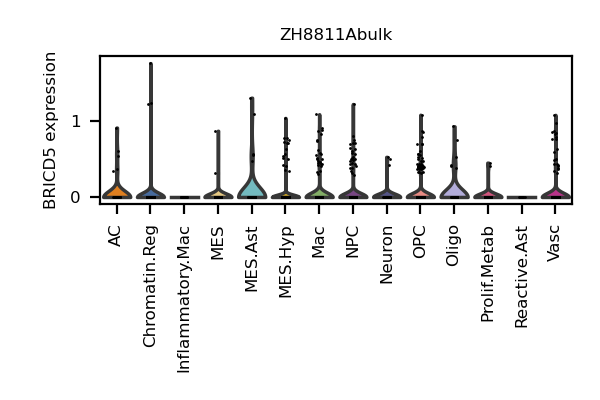 ZH8811Abulk
BRICD5 expression
1
0
AC
Chromatin.Reg
Inflammatory.Mac
MES
MES.Ast
MES.Hyp
Mac
NPC
Neuron
OPC
Oligo
Prolif.Metab
Reactive.Ast
Vasc